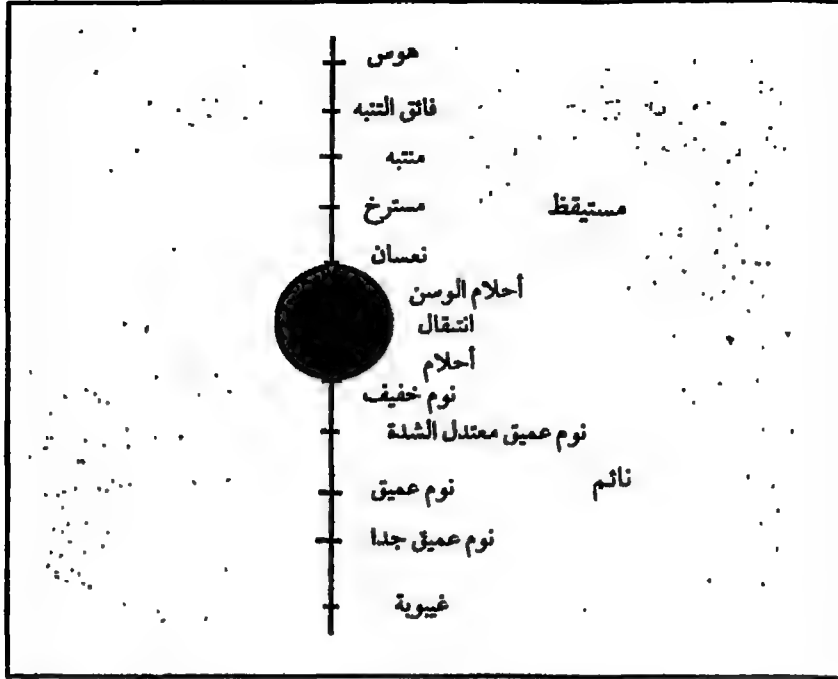 هوس
فائق التنبه
منتبه
مسترخ
مستيقظ
نعسان
أحلام الوسن
انتقال
أحلام
نوم خفيف
نوم عميق معتدل الشدة
نائم
نوم عميق
نوم عميق جدا
غيبوبة